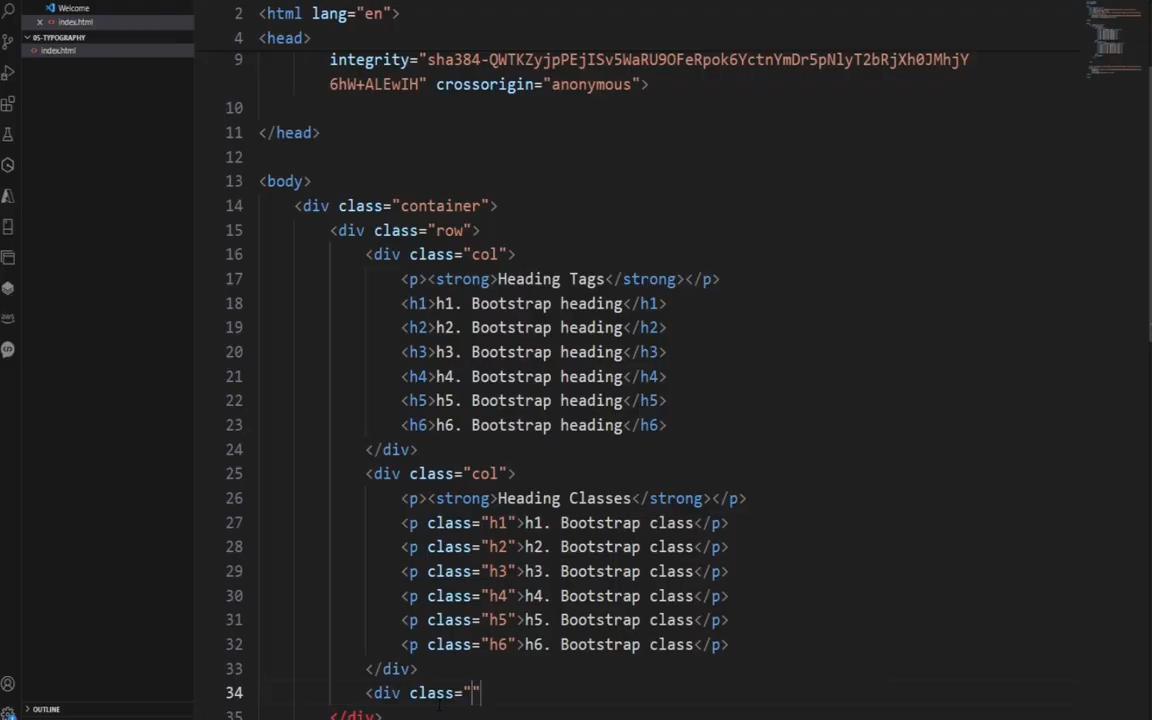 Welcome
index.html
05-TYPOGRAPHY
index.html
aws
OUTLINE
2 <html lang="en">
4 <head>
9 integrity="sha384-QWTKZyjpPEjISv5WaRU9OFeRpok6YctnYmDr5pNlyT2bRjXh0JMhjY
6hW+ALEwIH" crossorigin="anonymous">
10
11 </head>
12
13 <body>
14 <div class="container">
15 <div class="row">
16 <div class="col">
17 <p><strong>Heading Tags</strong></p>
18 <h1>h1. Bootstrap heading</h1>
19 <h2>h2. Bootstrap heading</h2>
20 <h3>h3. Bootstrap heading</h3>
21 <h4>h4. Bootstrap heading</h4>
22 <h5>h5. Bootstrap heading</h5>
23 <h6>h6. Bootstrap heading</h6>
24 </div>
25 <div class="col">
26 <p><strong>Heading Classes</strong></p>
27 <p class="h1">h1. Bootstrap class</p>
28 <p class="h2">h2. Bootstrap class</p>
29 <p class="h3">h3. Bootstrap class</p>
30 <p class="h4">h4. Bootstrap class</p>
31 <p class="h5">h5. Bootstrap class</p>
32 <p class="h6">h6. Bootstrap class</p>
33 </div>
34 <div class=""
35 </div>